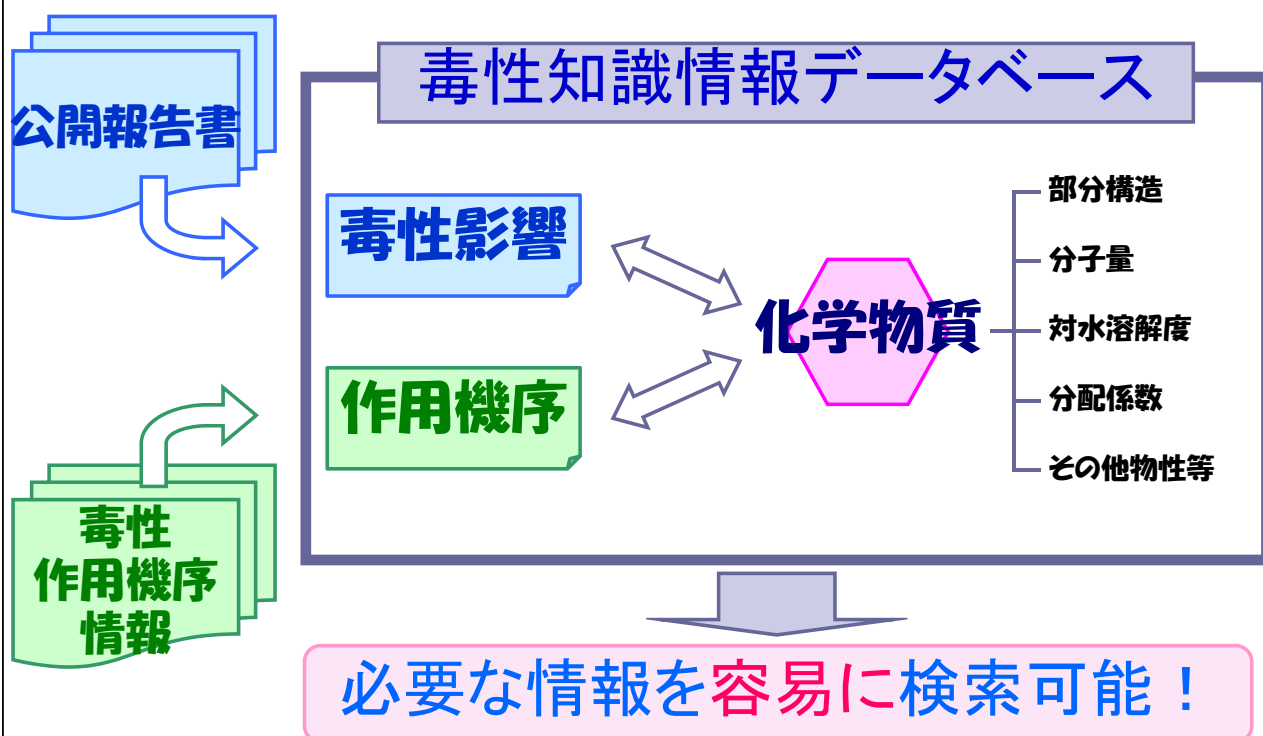 毒性知識情報データベース
公開報告書
毒性影響
作用機序
化学物質
部分構造
分子量
対水溶解度
分配係数
その他物性等
毒性
作用機序
情報
必要な情報を容易に検索可能！